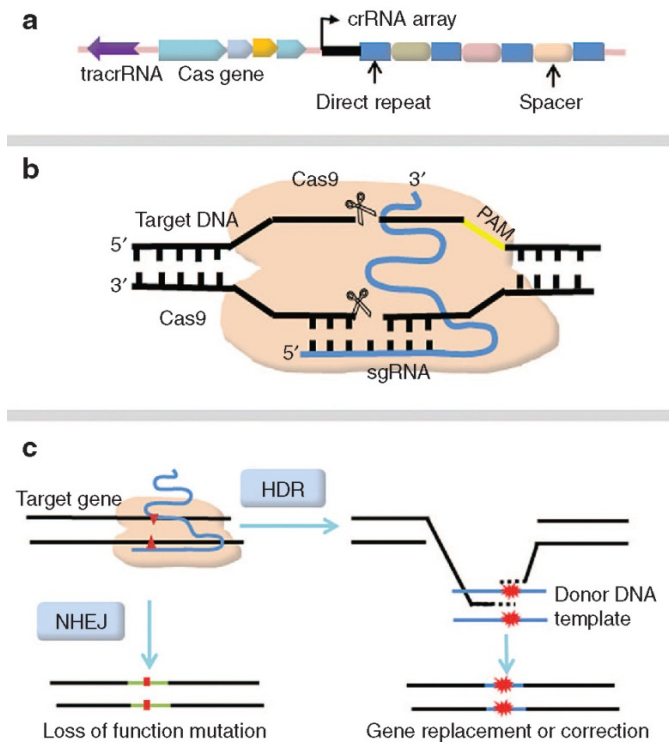 a
crRNA array
tracrRNA
Cas gene
Direct repeat
Spacer
b
Cas9
3′
Target DNA
PAM
5′
3′
Cas9
5′
sgRNA
c
Target gene
HDR
NHEJ
Donor DNA
template
Loss of function mutation
Gene replacement or correction